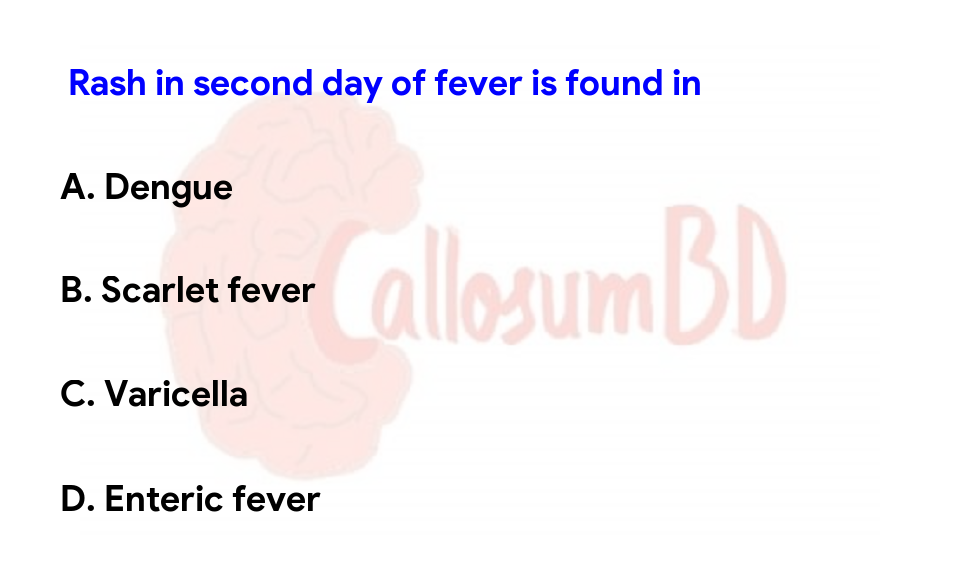 Rash in second day of fever is found in
A. Dengue
B. Scarlet fever
CallosumBD
C. Varicella
D. Enteric fever